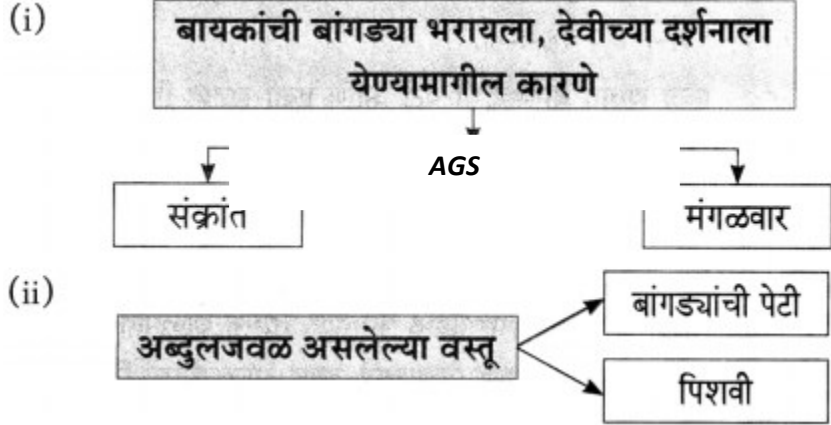 (i)
बायकांची बांगड्या भरायला, देवीच्या दर्शनाला
येण्यामागील कारणे
AGS
संक्रांत
मंगळवार
(ii)
अब्दुलजवळ असलेल्या वस्तू
बांगड्यांची पेटी
पिशवी